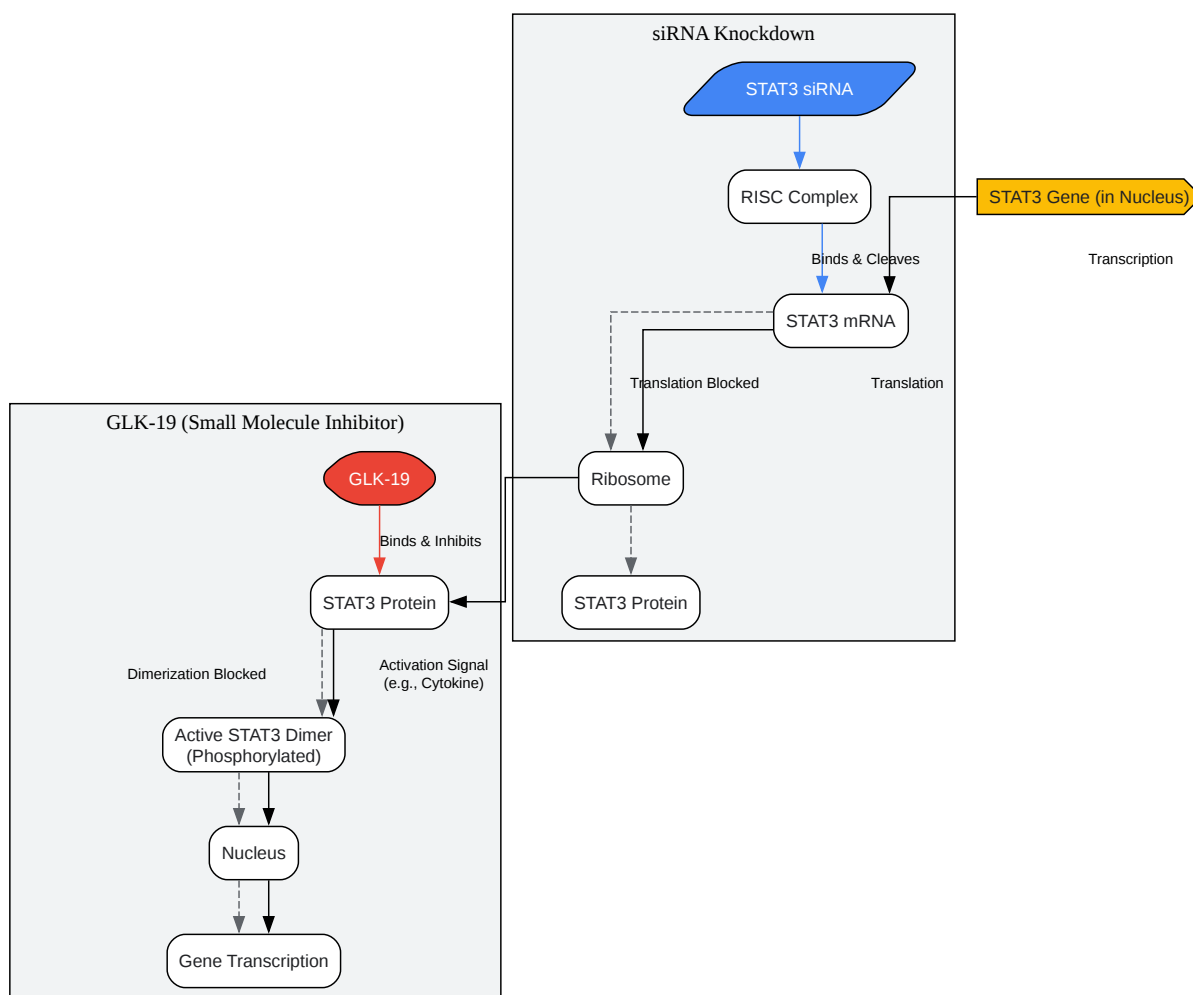 siRNA Knockdown
STAT3 siRNA
RISC Complex
STAT3 Gene (in Nucleus)
Binds & Cleaves
Transcription
STAT3 mRNA
Translation Blocked
Translation
GLK-19 (Small Molecule Inhibitor)
GLK-19
Ribosome
Binds & Inhibits
STAT3 Protein
STAT3 Protein
Dimerization Blocked
Activation Signal
(e.g., Cytokine)
Active STAT3 Dimer
(Phosphorylated)
Nucleus
Gene Transcription